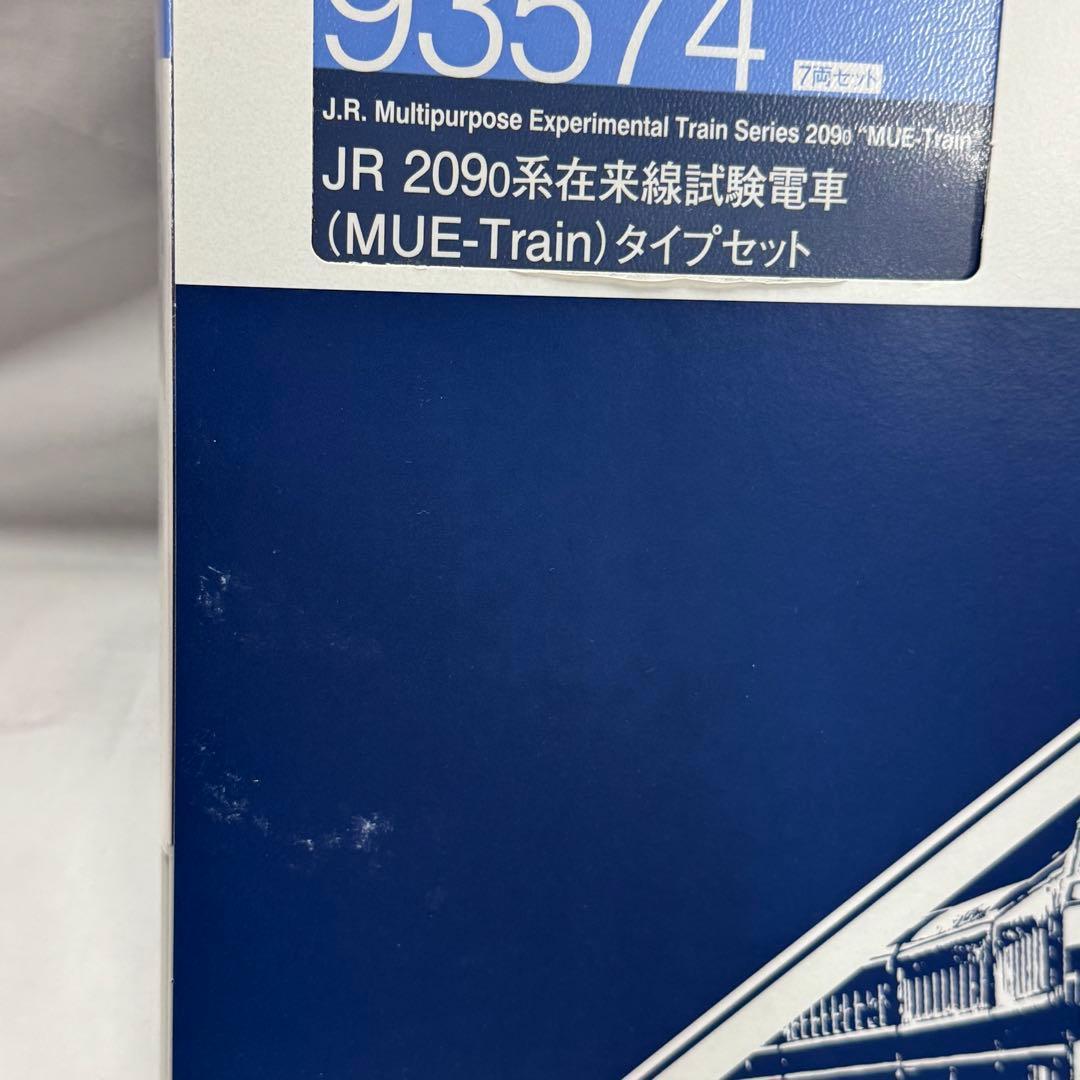 93574 7両セット
J.R. Multipurpose Experimental Train Series 2090 "MUE-Train"
JR 2090系在来線試験電車
(MUE-Train)タイプセット